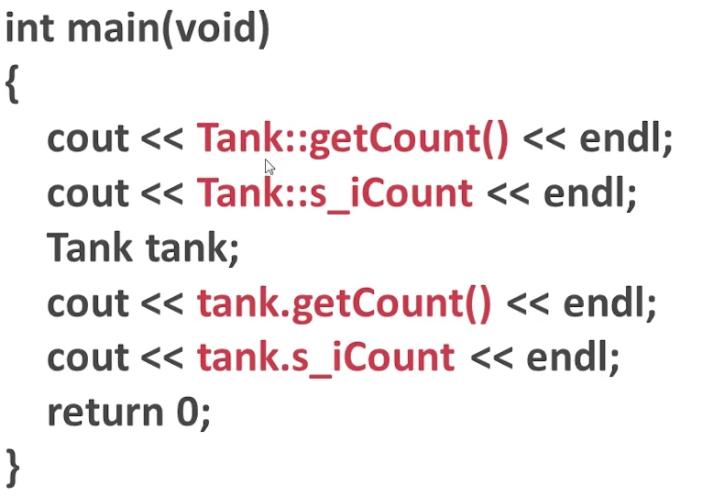 int main(void)
{
cout << Tank::getCount() << endl;
cout << Tank::s_iCount << endl;
Tank tank;
cout << tank.getCount() << endl;
cout << tank.s_iCount << endl;
return 0;
}